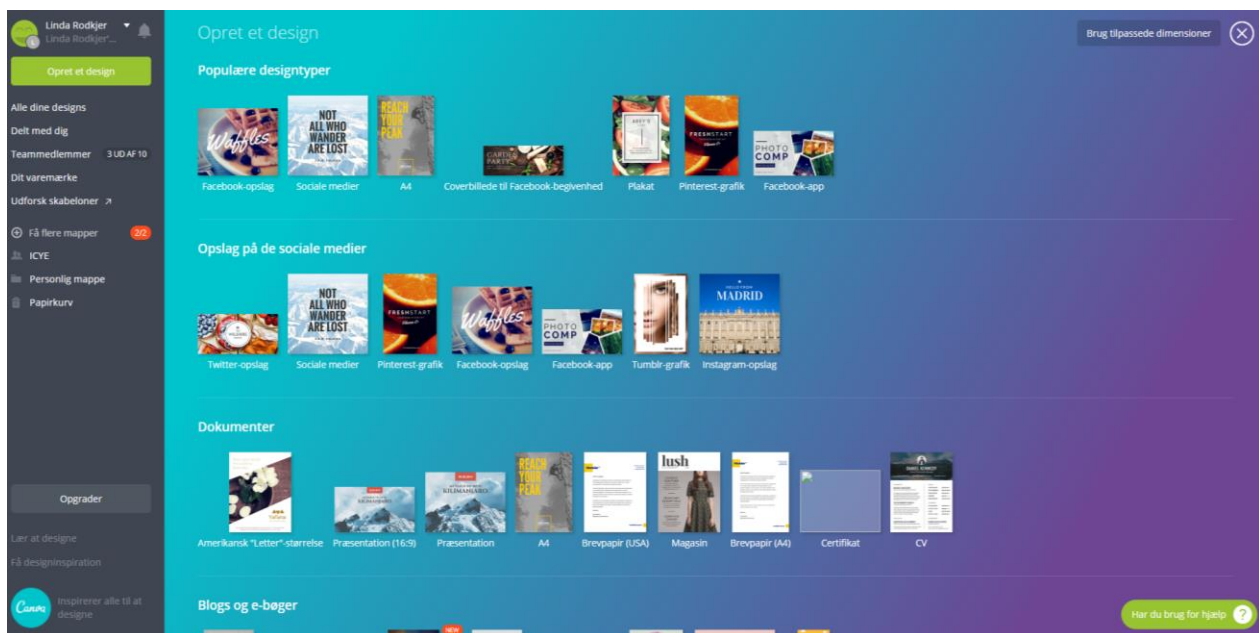 Linda Rodkjer
Linda Rodkjer'...
Opret et design
Alle dine designs
Delt med dig
Teammedlemmer 3 UD AF 10
Dit varemærke
Udforsk skabeloner
Få flere mapper 2/2
ICYE
Personlig mappe
Papirkurv
Opgrader
Lær at designe
Få designinspiration
Canva
Inspirerer alle til at
designe
Opret et design
Brug tilpassede dimensioner
Populære designtyper
Waffles
NOT
ALL WHO
WANDER
ARE LOST
REACH
YOUR
PEAK
GARDEN
PARTY
FRESHSTART
PHOTO
COMP
Facebook-opslag
Sociale medier
A4
Coverbillede til Facebook-begivenhed
Plakat
Pinterest-grafik
Facebook-app
Opslag på de sociale medier
NOT
ALL WHO
WANDER
ARE LOST
FRESHSTART
Waffles
PHOTO
COMP
HELLO FROM
MADRID
Twitter-opslag
Sociale medier
Pinterest-grafik
Facebook-opslag
Facebook-app
Tumblr-grafik
Instagram-opslag
Dokumenter
KILIMANJARO
KILIMANJARO
REACH
YOUR
PEAK
lush
Amerikansk "Letter"-størrelse
Præsentation (16:9)
Præsentation
A4
Brevpapir (USA)
Magasin
Brevpapir (A4)
Certifikat
CV
Blogs og e-bøger
NEW
Har du brug for hjælp ?